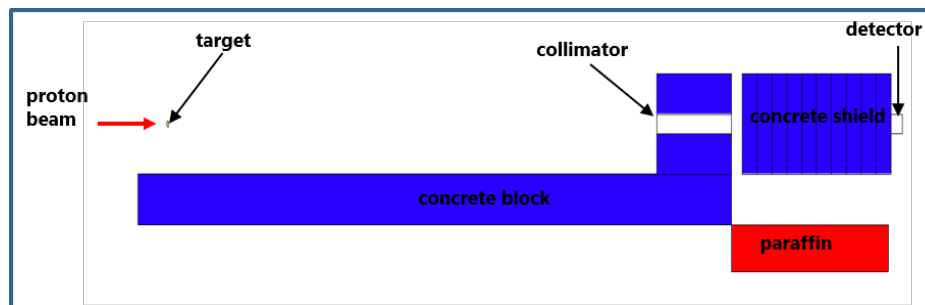 target
collimator
detector
proton
beam
concrete shield
concrete block
paraffin